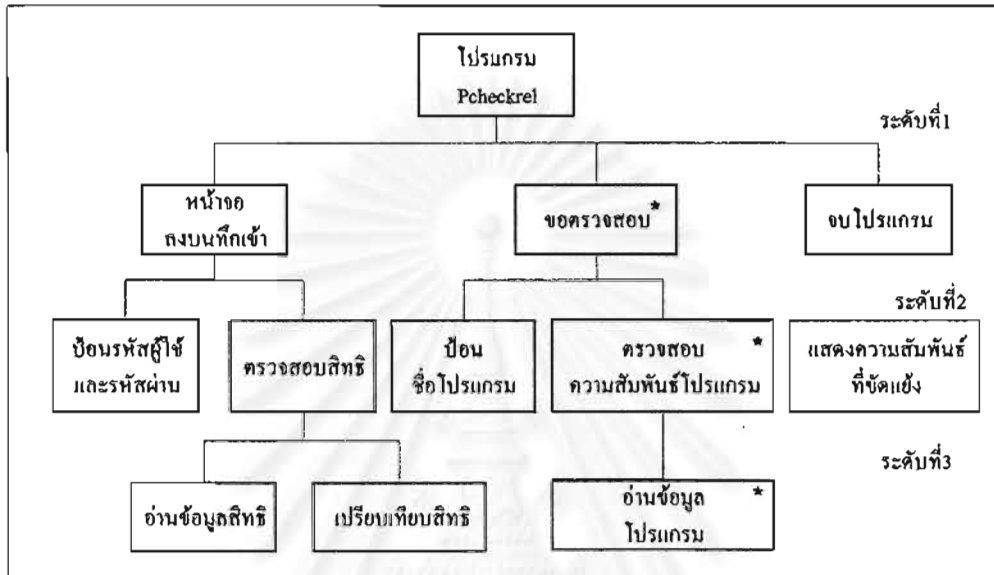 โปรแกรม
Pcheckrel
ระดับที่1
หน้าจอ
ลงบันทึกเข้า
ขอตรวจสอบ*
จบโปรแกรม
ระดับที่2
ป้อนรหัสผู้ใช้
และรหัสผ่าน
ตรวจสอบสิทธิ
ป้อน
ชื่อโปรแกรม
ตรวจสอบ *
ความสัมพันธ์โปรแกรม
แสดงความสัมพันธ์
ที่ขัดแย้ง
ระดับที่3
อ่านข้อมูลสิทธิ
เปรียบเทียบสิทธิ
อ่านข้อมูล *
โปรแกรม